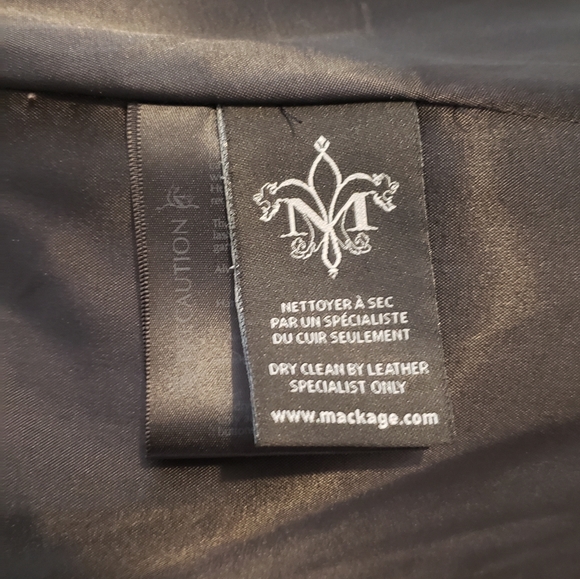 CAUTION
M
NETTOYER À SEC
PAR UN SPÉCIALISTE
DU CUIR SEULEMENT
DRY CLEAN BY LEATHER
SPECIALIST ONLY
www.mackage.com